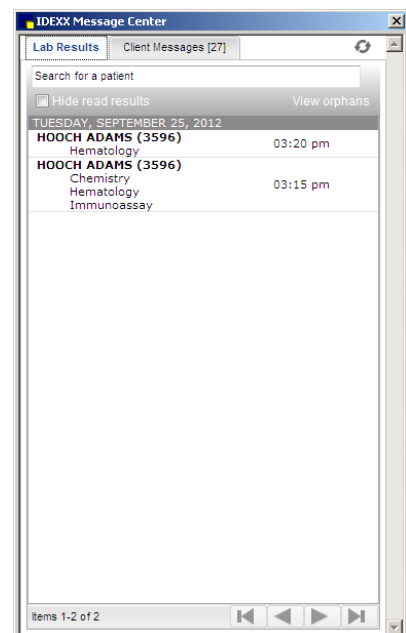 IDEXX Message Center
Lab Results Client Messages [27]
Search for a patient
Hide read results View orphans
TUESDAY, SEPTEMBER 25, 2012
HOOCH ADAMS (3596)
Hematology 03:20 pm
HOOCH ADAMS (3596)
Chemistry
Hematology 03:15 pm
Immunoassay
Items 1-2 of 2